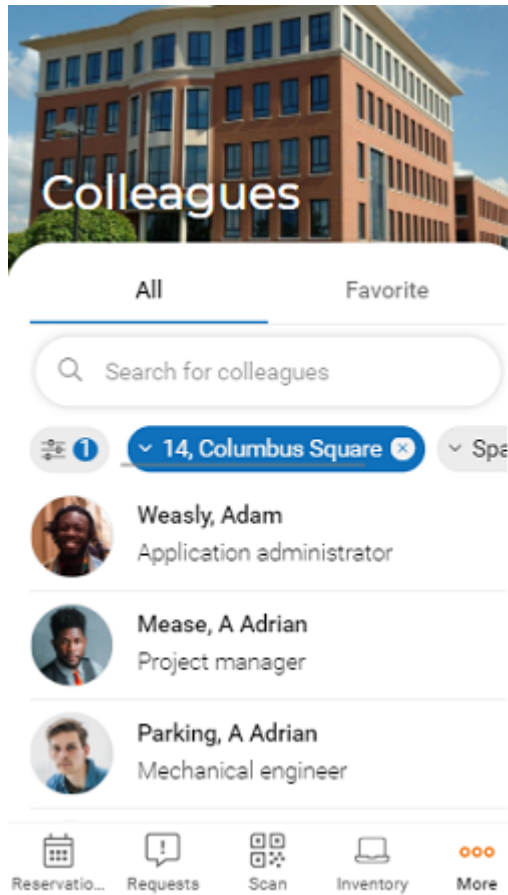 Colleagues
All Favorite
Search for colleagues
1 14, Columbus Square Spa
Weasly, Adam
Application administrator
Mease, A Adrian
Project manager
Parking, A Adrian
Mechanical engineer
Reservatio... Requests Scan Inventory More